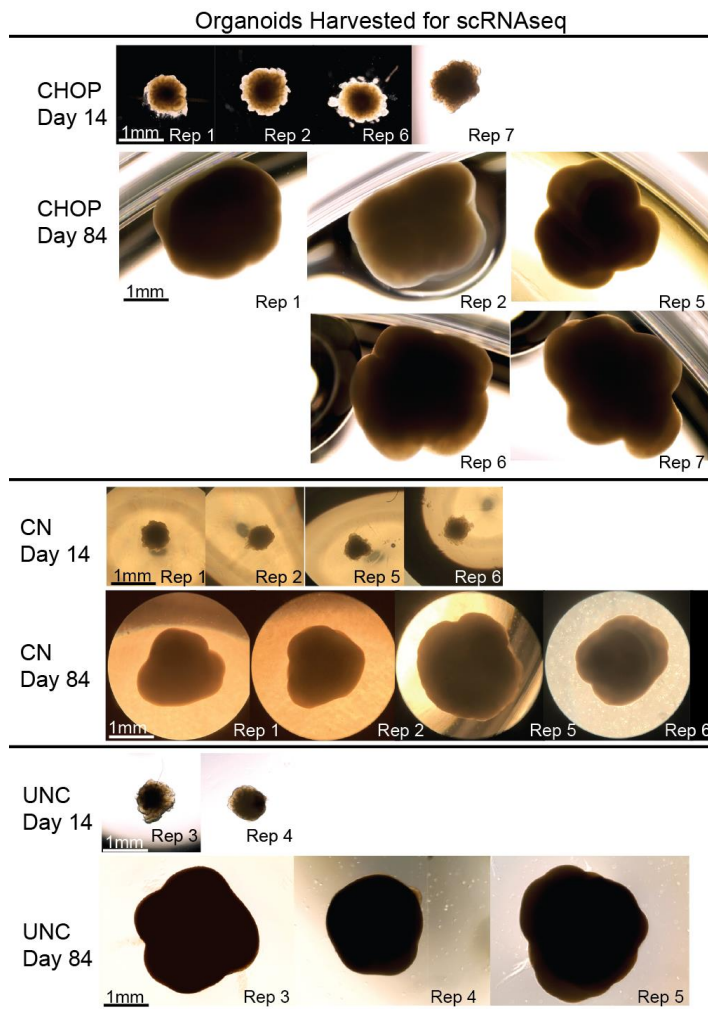 Organoids Harvested for scRNAseq
CHOP
Day 14
1mm
Rep 1
Rep 2
Rep 6
Rep 7
CHOP
Day 84
1mm
Rep 1
Rep 2
Rep 5
Rep 6
Rep 7
CN
Day 14
1mm
Rep 1
Rep 2
Rep 5
Rep 6
CN
Day 84
1mm
Rep 1
Rep 2
Rep 5
Rep 6
UNC
Day 14
1mm
Rep 3
Rep 4
UNC
Day 84
1mm
Rep 3
Rep 4
Rep 5